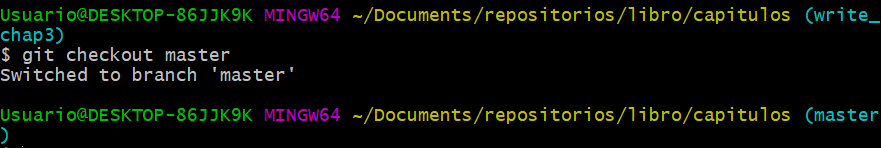 Usuario@DESKTOP-86JJK9K MINGW64 ~/Documents/repositorios/libro/capitulos (write_
chap3)
$ git checkout master
Switched to branch 'master'
Usuario@DESKTOP-86JJK9K MINGW64 ~/Documents/repositorios/libro/capitulos (master
)